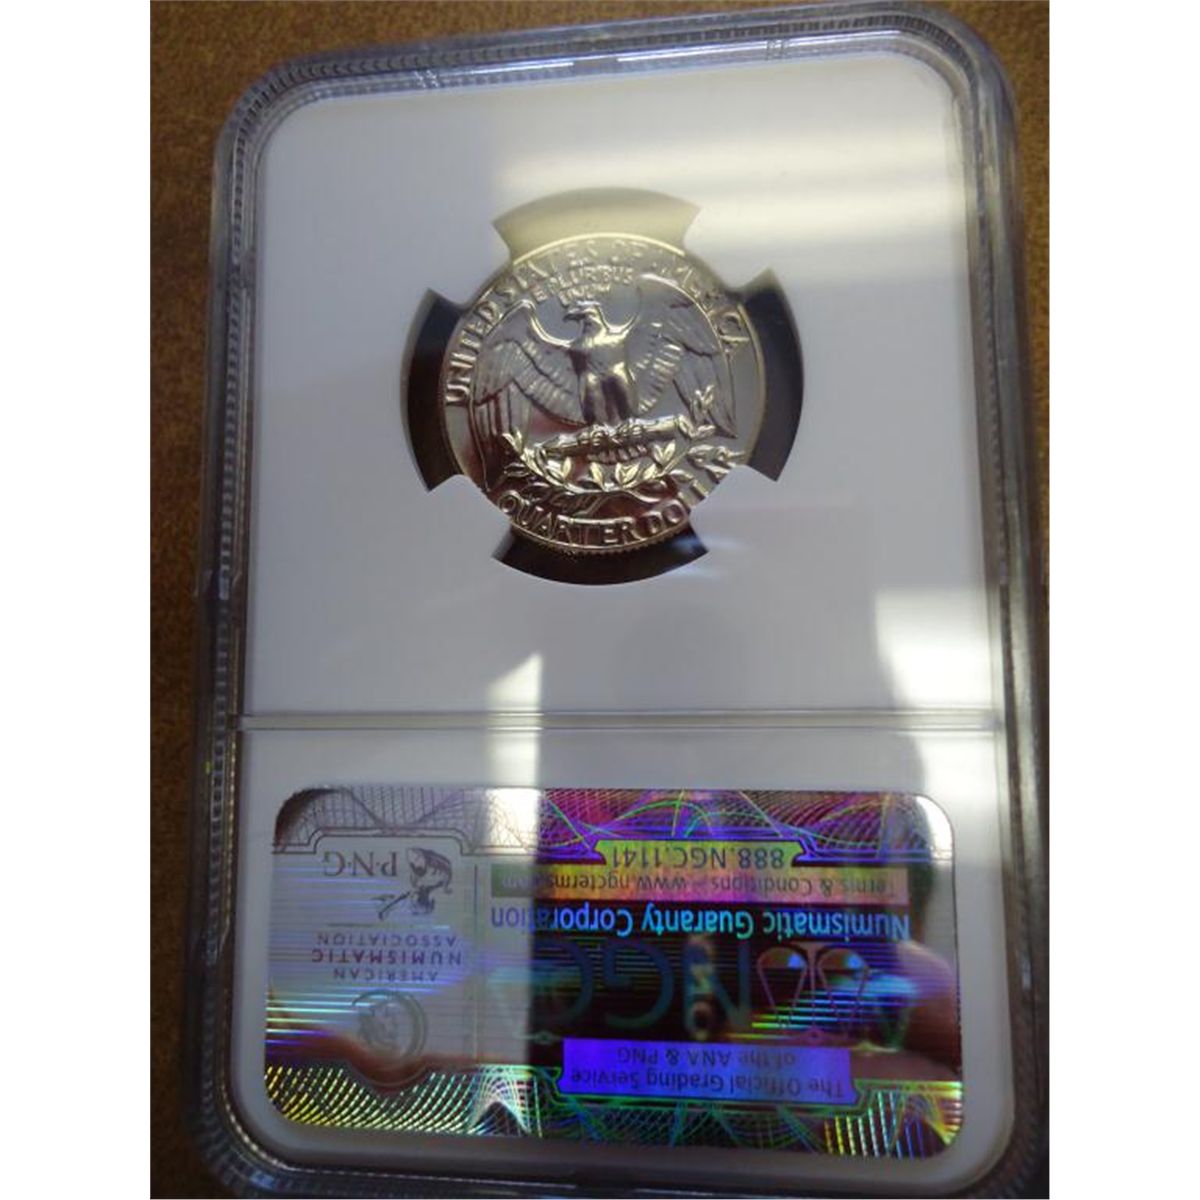 UNITED STATES OF AMERICA
E PLURIBUS
UNUM
QUARTER DOLLAR
The Official Grading Service
of the ANA & PNG
NGC
Numismatic Guaranty Corporation
Terms & Conditions - www.ngcterms.com
888.NGC.1141
AMERICAN
NUMISMATIC
ASSOCIATION
P·N·G